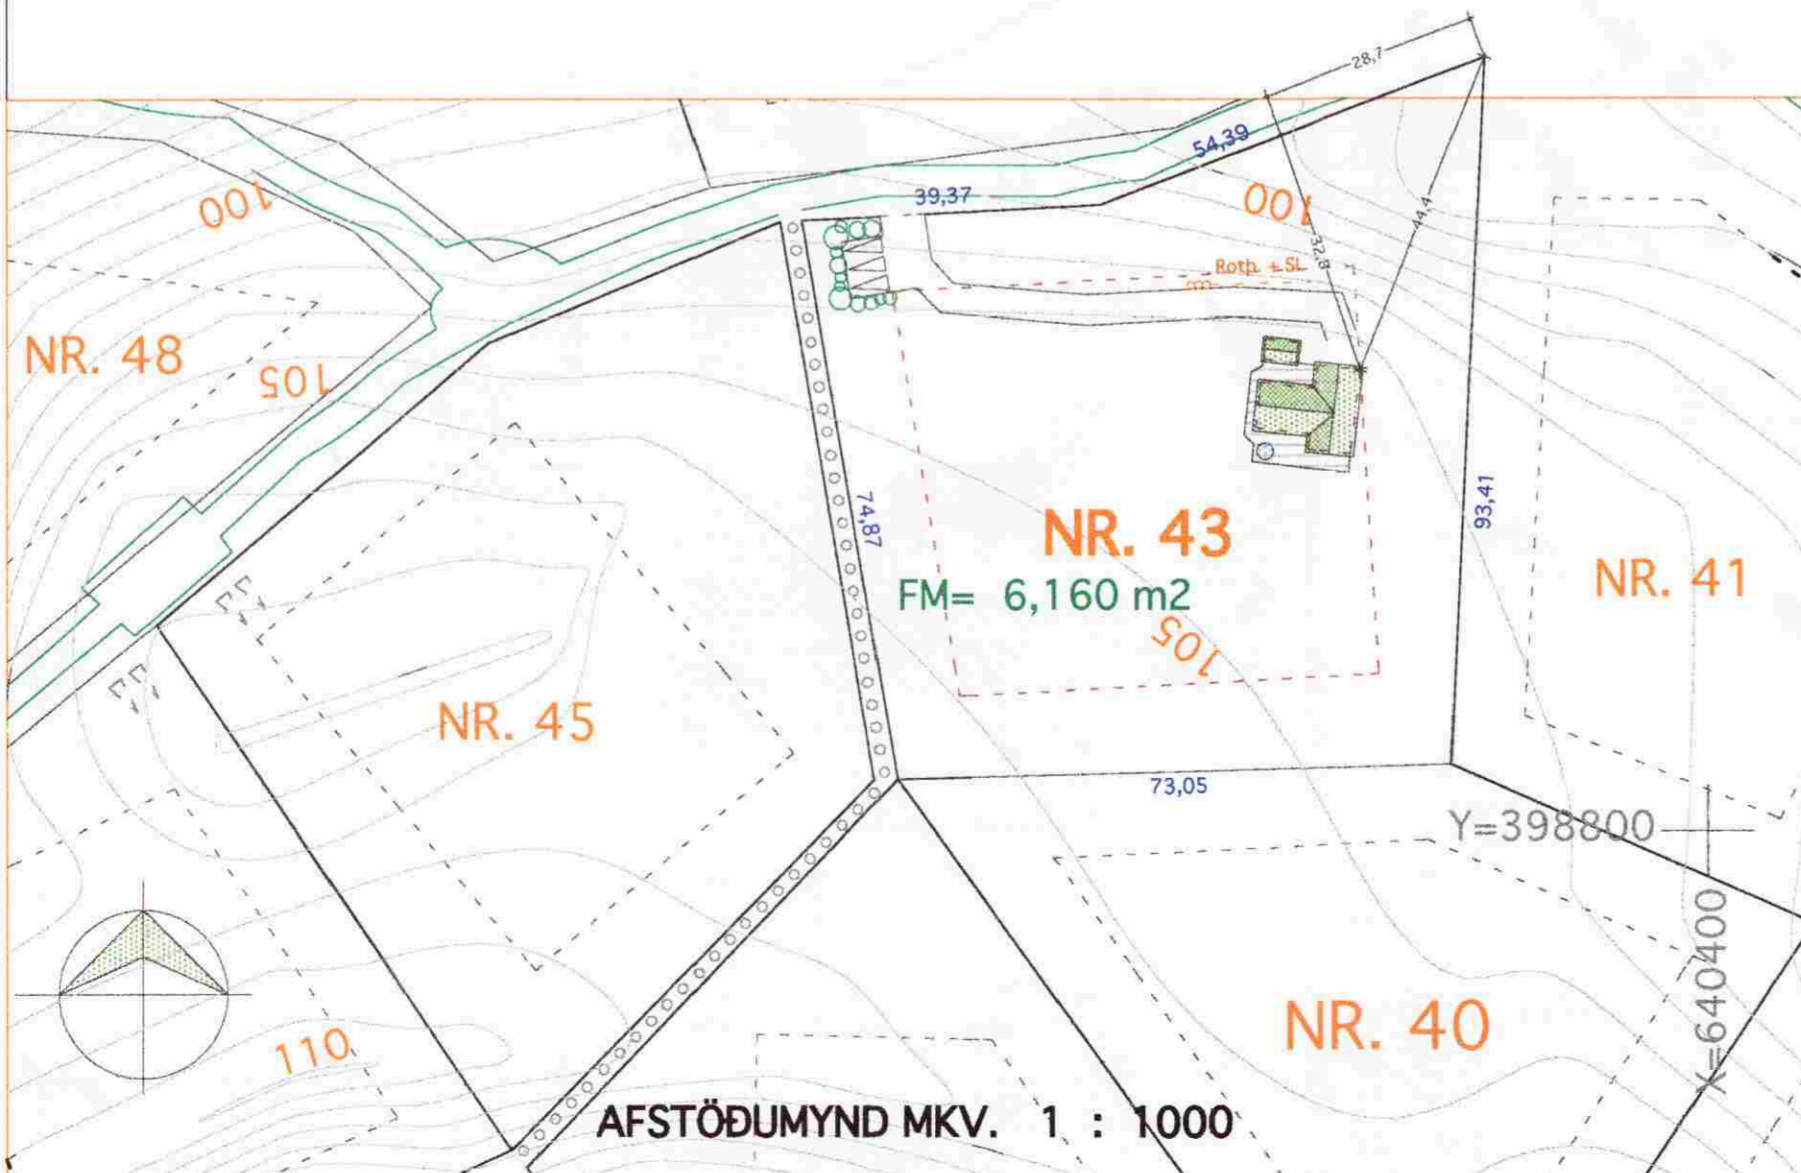 28,7
54,39
39,37
100
100
44,4
32,8
Roth + SL
NR. 48
105
74,87
NR. 43
93,41
FM= 6,160 m2
NR. 41
105
NR. 45
73,05
Y=398800
X=640400
NR. 40
110
AFSTÖÐUMYND MKV. 1 : 1000